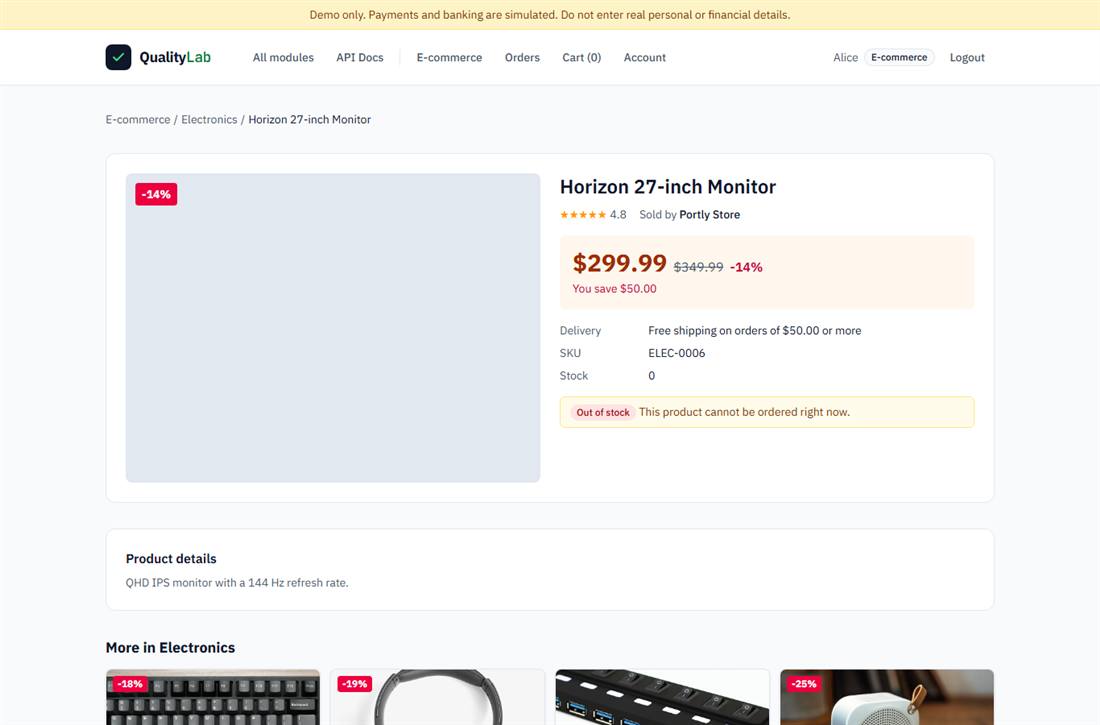 Demo only. Payments and banking are simulated. Do not enter real personal or financial details.
QualityLab All modules API Docs E-commerce Orders Cart (0) Account Alice E-commerce Logout
E-commerce / Electronics / Horizon 27-inch Monitor
-14%
Horizon 27-inch Monitor
★★★★★ 4.8 Sold by Portly Store
$299.99 $349.99 -14%
You save $50.00
Delivery Free shipping on orders of $50.00 or more
SKU ELEC-0006
Stock 0
Out of stock This product cannot be ordered right now.
Product details
QHD IPS monitor with a 144 Hz refresh rate.
More in Electronics
-18% -19% -25%